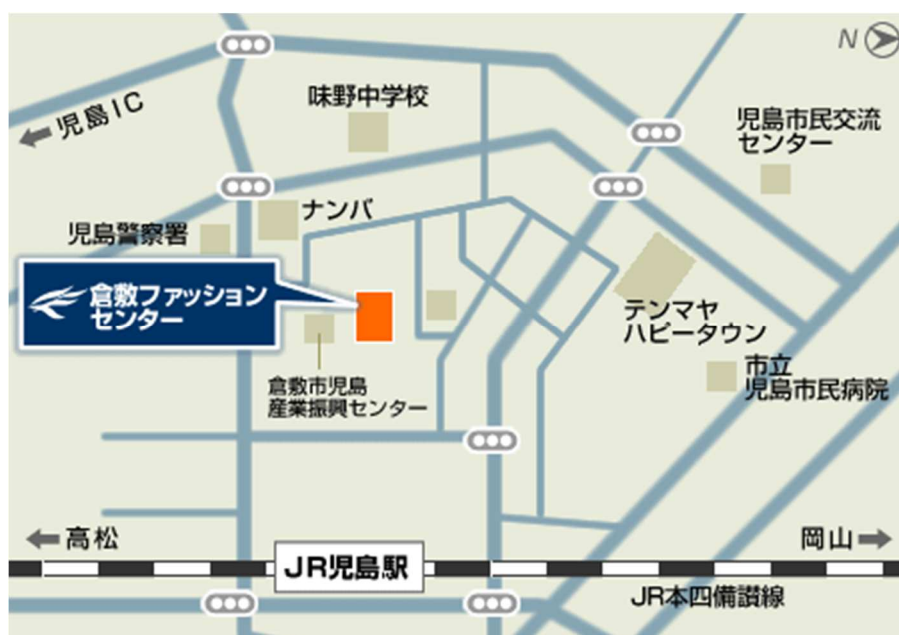 N
味野中学校
児島市民交流
センター
児島IC
ナンバ
児島警察署
倉敷ファッション
センター
テンマヤ
ハピータウン
市立
児島市民病院
倉敷市児島
産業振興センター
高松
岡山
JR児島駅
JR本四備讃線